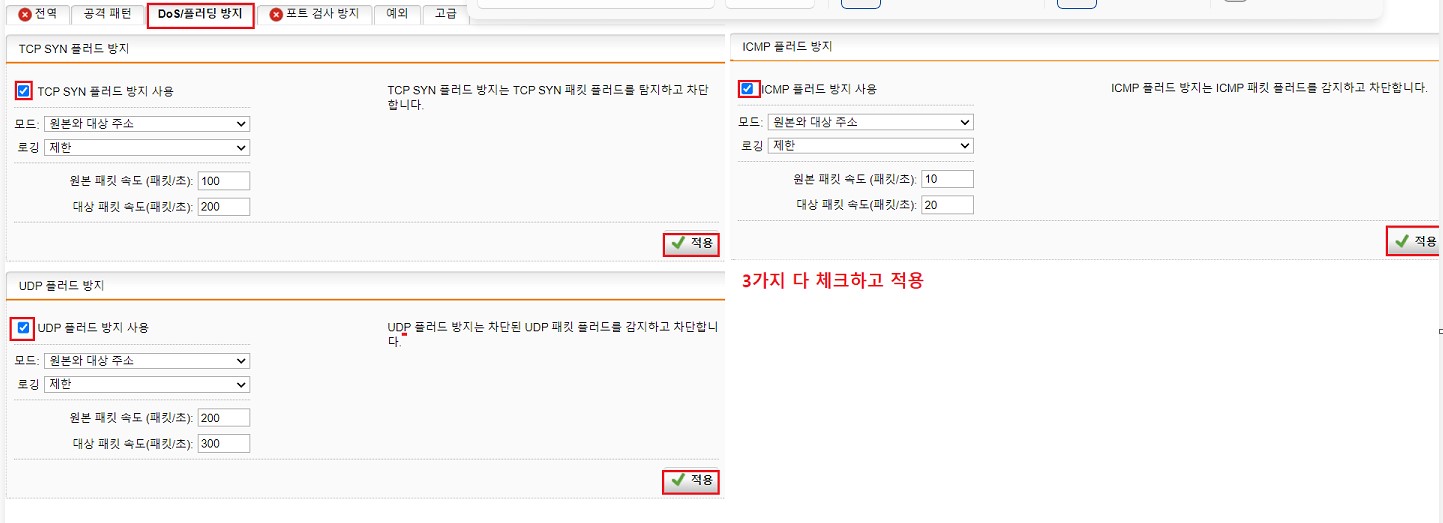 전역 공격 패턴 DoS/플러딩 방지 포트 검사 방지 예외 고급
TCP SYN 플러드 방지
TCP SYN 플러드 방지 사용
TCP SYN 플러드 방지는 TCP SYN 패킷 플러드를 탐지하고 차단
합니다.
모드: 원본와 대상 주소
로깅 제한
원본 패킷 속도 (패킷/초): 100
대상 패킷 속도(패킷/초): 200
적용
ICMP 플러드 방지
ICMP 플러드 방지 사용
ICMP 플러드 방지는 ICMP 패킷 플러드를 감지하고 차단합니다.
모드: 원본와 대상 주소
로깅 제한
원본 패킷 속도 (패킷/초): 10
대상 패킷 속도(패킷/초): 20
적용
3가지 다 체크하고 적용
UDP 플러드 방지
UDP 플러드 방지 사용
UDP 플러드 방지는 차단된 UDP 패킷 플러드를 감지하고 차단합니
다.
모드: 원본와 대상 주소
로깅 제한
원본 패킷 속도 (패킷/초): 200
대상 패킷 속도(패킷/초): 300
적용